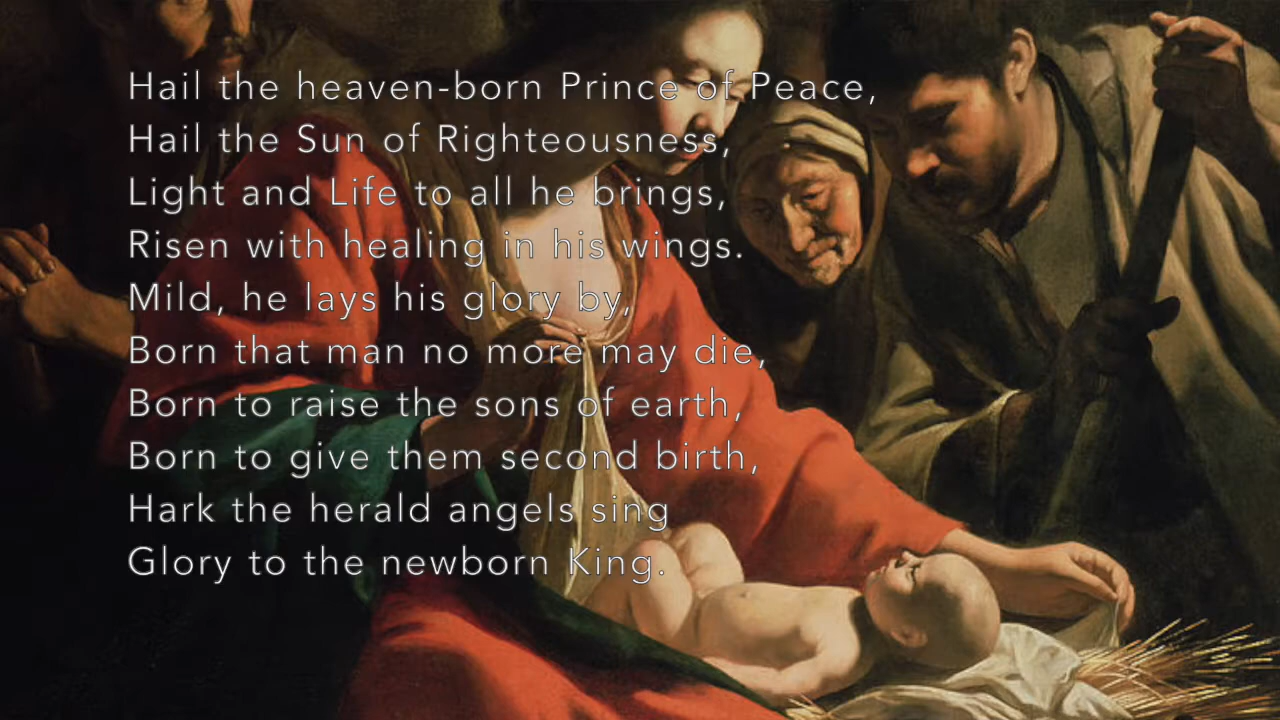 Hail the heaven-born Prince of Peace,
Hail the Sun of Righteousness,
Light and Life to all he brings,
Risen with healing in his wings.
Mild, he lays his glory by,
Born that man no more may die,
Born to raise the sons of earth,
Born to give them second birth,
Hark the herald angels sing
Glory to the newborn King.